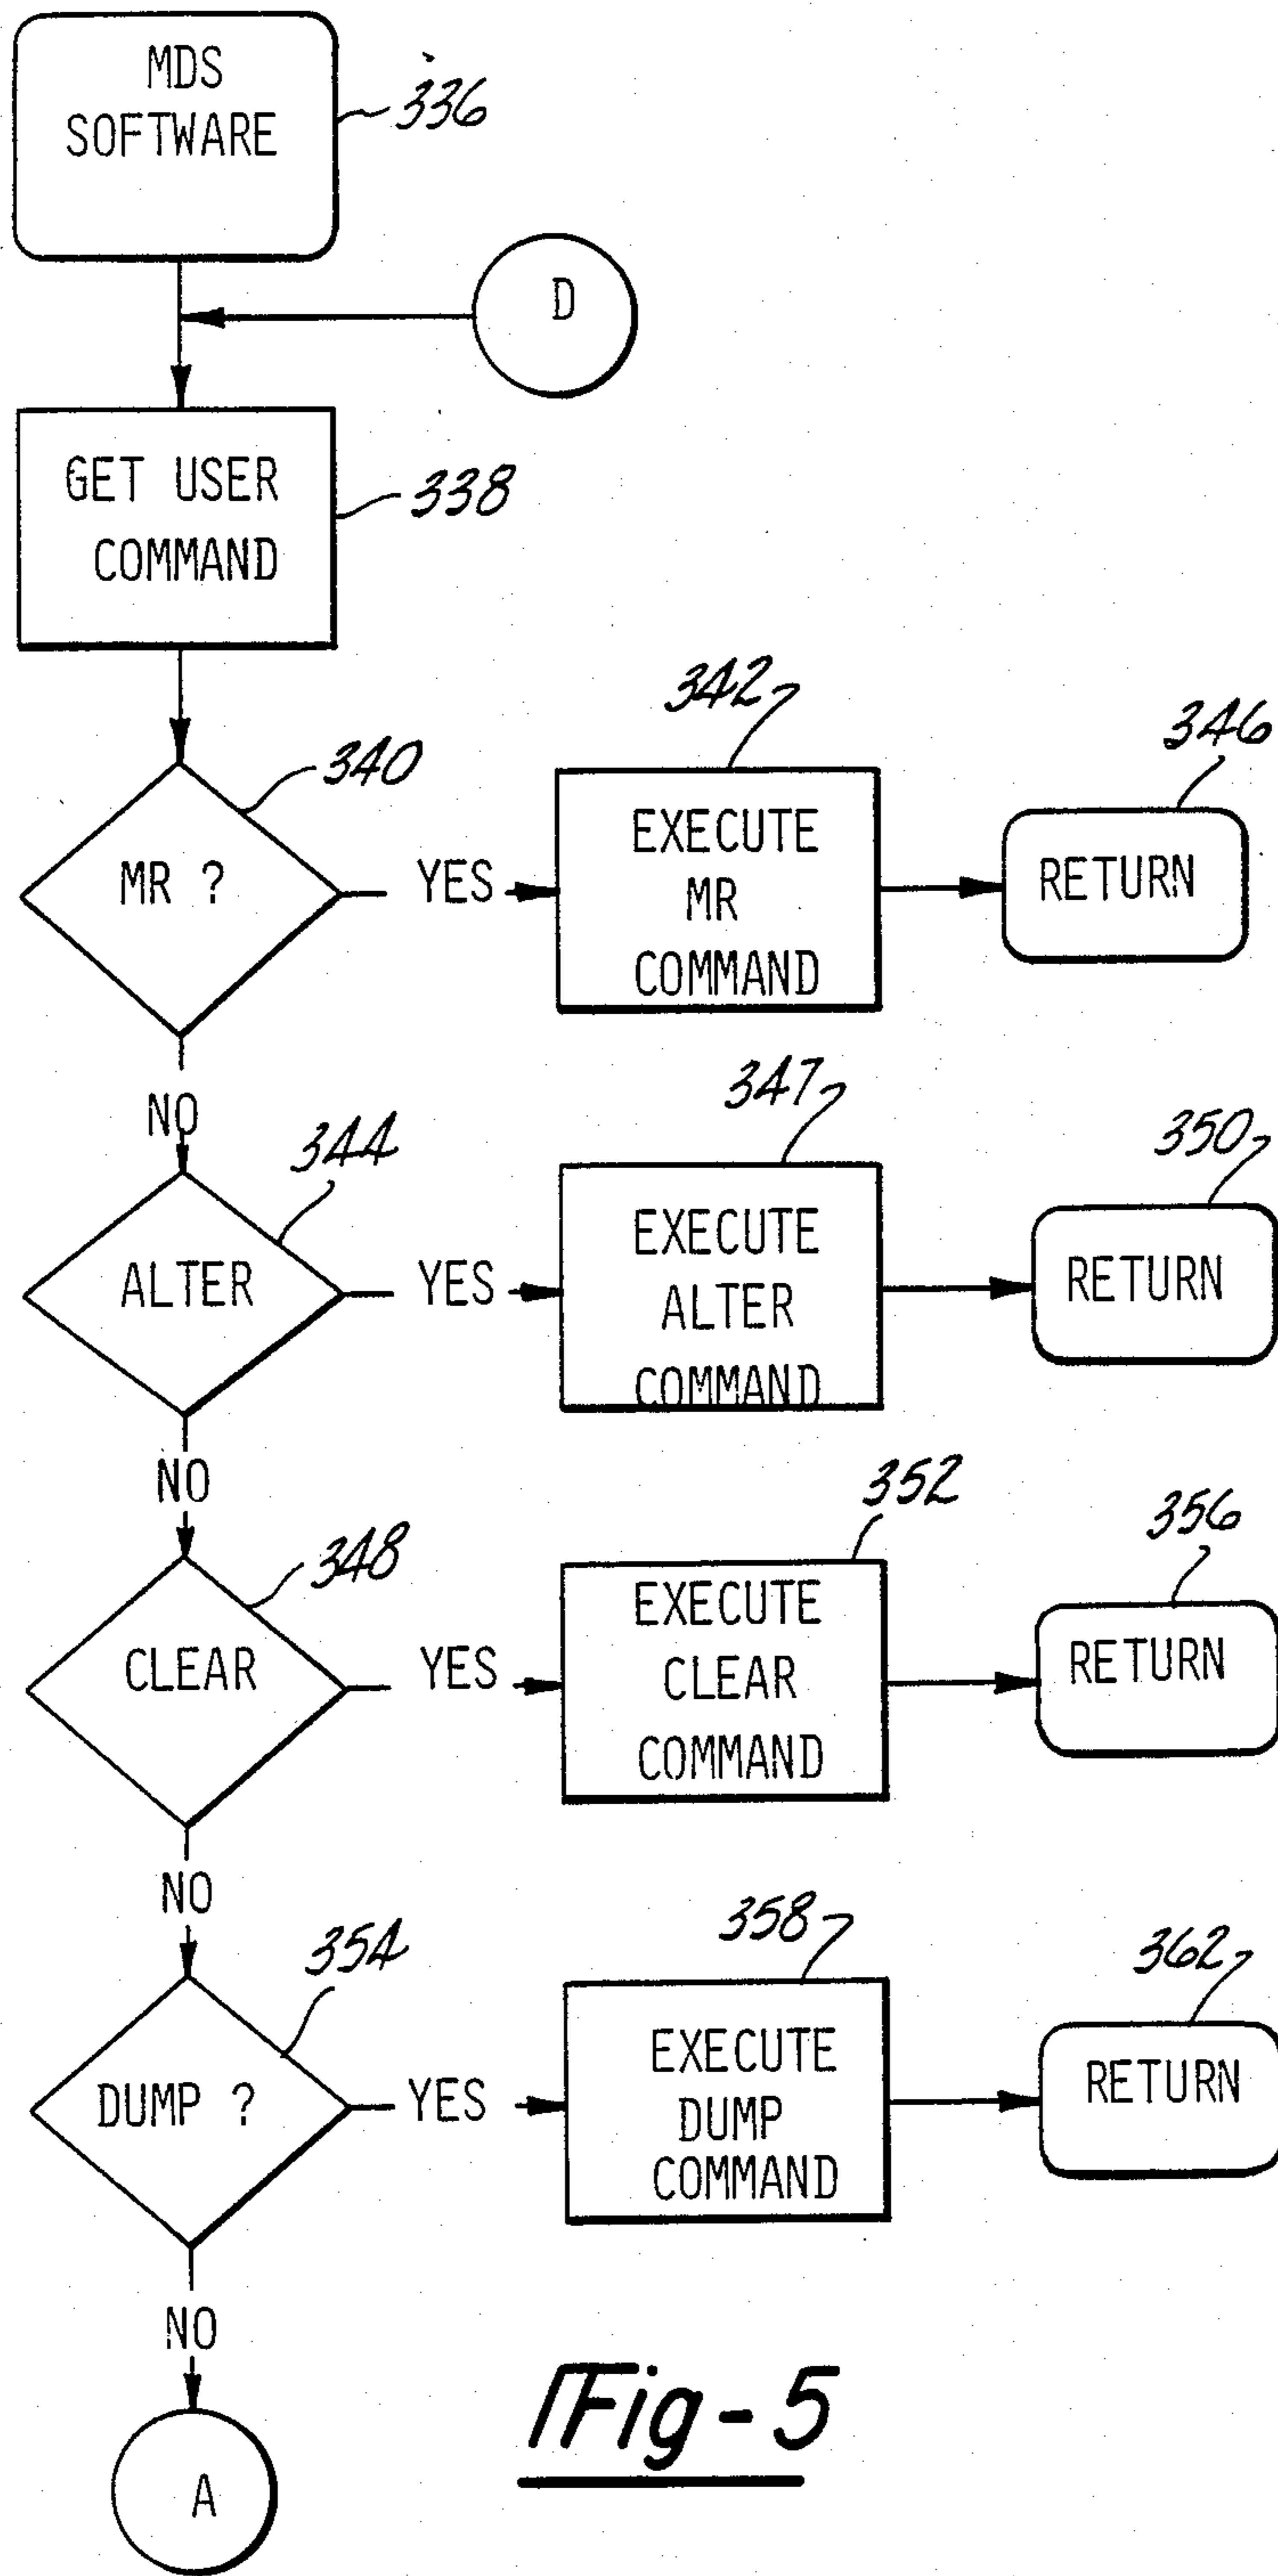 MDS
SOFTWARE
336
D
GET USER
COMMAND
338
340
MR ?
YES
342
EXECUTE
MR
COMMAND
346
RETURN
NO
344
ALTER
YES
347
EXECUTE
ALTER
COMMAND
350
RETURN
NO
348
CLEAR
YES
352
EXECUTE
CLEAR
COMMAND
356
RETURN
NO
354
DUMP ?
YES
358
EXECUTE
DUMP
COMMAND
362
RETURN
NO
A
Fig-5